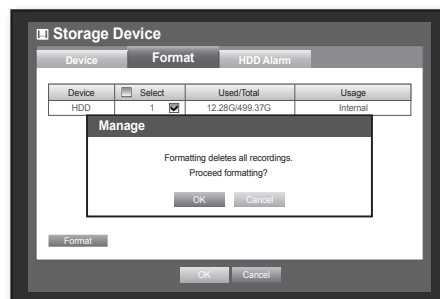 Storage Device
Device Format HDD Alarm
Device Select Used/Total Usage
HDD 1 12.28G/499.37G Internal
Manage
Formatting deletes all recordings.
Proceed formatting?
OK Cancel
Format
OK Cancel